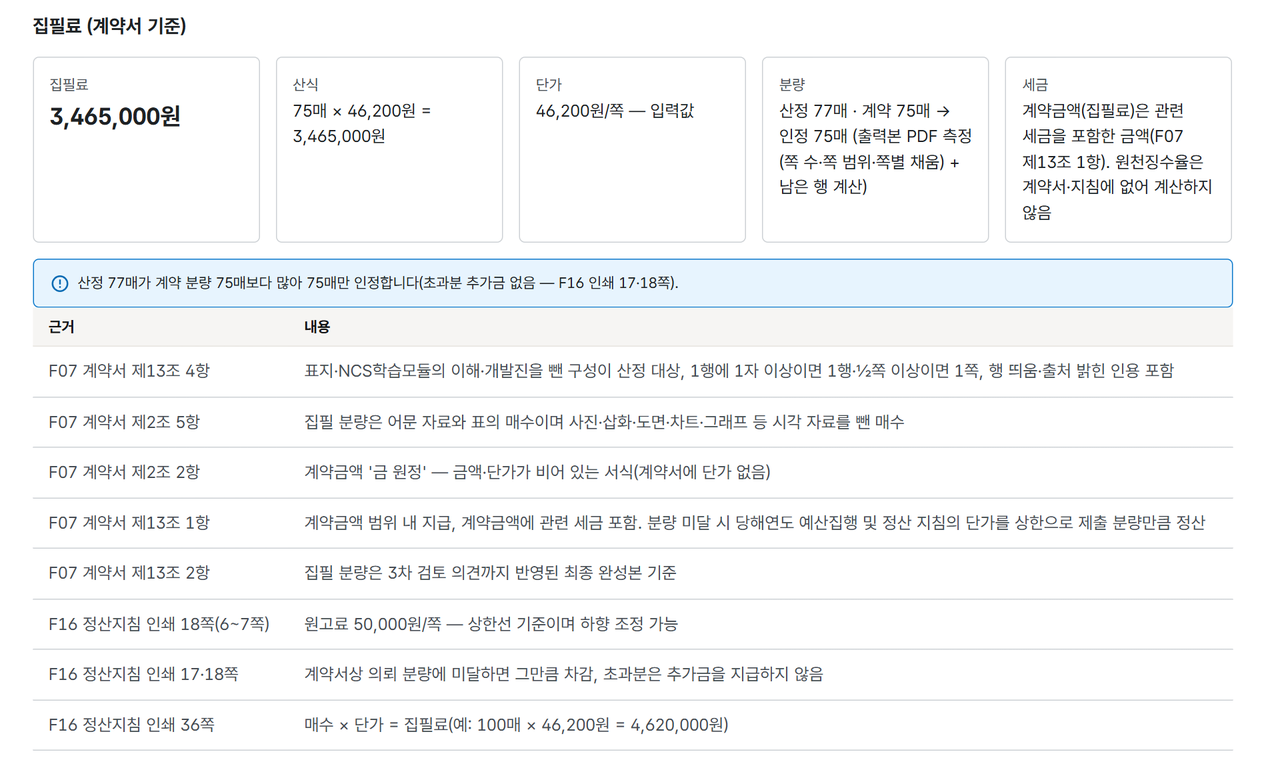 집필료 (계약서 기준)
집필료
3,465,000원
산식
75매 × 46,200원 =
3,465,000원
단가
46,200원/쪽 — 입력값
분량
산정 77매 · 계약 75매 →
인정 75매 (출력본 PDF 측정
(쪽 수·쪽 범위·쪽별 채움) +
남은 행 계산)
세금
계약금액(집필료)은 관련
세금을 포함한 금액(F07
제13조 1항). 원천징수율은
계약서·지침에 없어 계산하지
않음
산정 77매가 계약 분량 75매보다 많아 75매만 인정합니다(초과분 추가금 없음 — F16 인쇄 17·18쪽).
근거 내용
F07 계약서 제13조 4항 표지·NCS학습모듈의 이해·개발진을 뺀 구성이 산정 대상, 1행에 1자 이상이면 1행·½쪽 이상이면 1쪽, 행 띄움·출처 밝힌 인용 포함
F07 계약서 제2조 5항 집필 분량은 어문 자료와 표의 매수이며 사진·삽화·도면·차트·그래프 등 시각 자료를 뺀 매수
F07 계약서 제2조 2항 계약금액 '금 원정' — 금액·단가가 비어 있는 서식(계약서에 단가 없음)
F07 계약서 제13조 1항 계약금액 범위 내 지급, 계약금액에 관련 세금 포함. 분량 미달 시 당해연도 예산집행 및 정산 지침의 단가를 상한으로 제출 분량만큼 정산
F07 계약서 제13조 2항 집필 분량은 3차 검토 의견까지 반영된 최종 완성본 기준
F16 정산지침 인쇄 18쪽(6~7쪽) 원고료 50,000원/쪽 — 상한선 기준이며 하향 조정 가능
F16 정산지침 인쇄 17·18쪽 계약서상 의뢰 분량에 미달하면 그만큼 차감, 초과분은 추가금을 지급하지 않음
F16 정산지침 인쇄 36쪽 매수 × 단가 = 집필료(예: 100매 × 46,200원 = 4,620,000원)